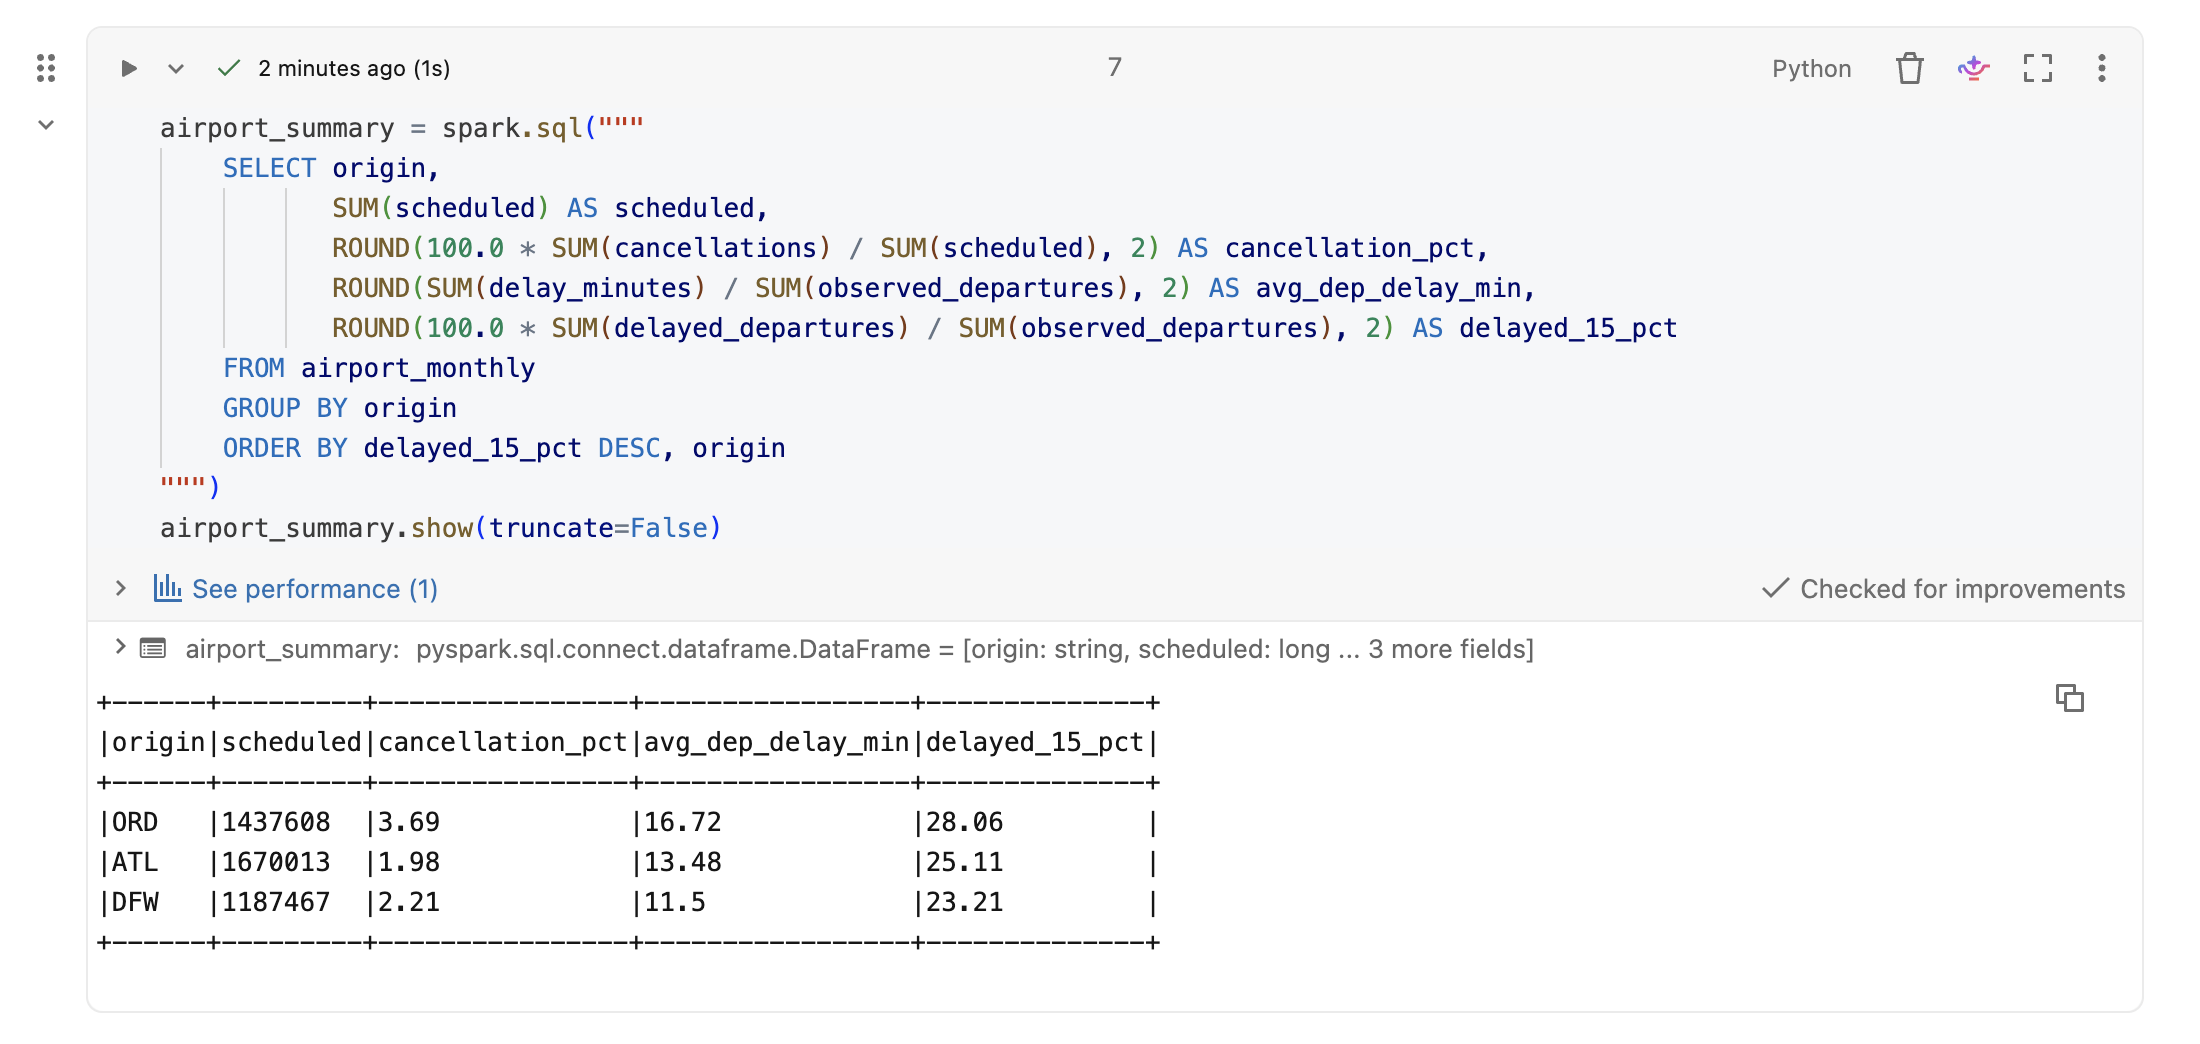 2 minutes ago (1s)
7
Python
airport_summary = spark.sql("""
    SELECT origin,
           SUM(scheduled) AS scheduled,
           ROUND(100.0 * SUM(cancellations) / SUM(scheduled), 2) AS cancellation_pct,
           ROUND(SUM(delay_minutes) / SUM(observed_departures), 2) AS avg_dep_delay_min,
           ROUND(100.0 * SUM(delayed_departures) / SUM(observed_departures), 2) AS delayed_15_pct
    FROM airport_monthly
    GROUP BY origin
    ORDER BY delayed_15_pct DESC, origin
""")
airport_summary.show(truncate=False)
See performance (1)
Checked for improvements
airport_summary: pyspark.sql.connect.dataframe.DataFrame = [origin: string, scheduled: long ... 3 more fields]
+------+---------+----------------+-----------------+--------------+
|origin|scheduled|cancellation_pct|avg_dep_delay_min|delayed_15_pct|
+------+---------+----------------+-----------------+--------------+
|ORD   |1437608  |3.69            |16.72            |28.06         |
|ATL   |1670013  |1.98            |13.48            |25.11         |
|DFW   |1187467  |2.21            |11.5             |23.21         |
+------+---------+----------------+-----------------+--------------+